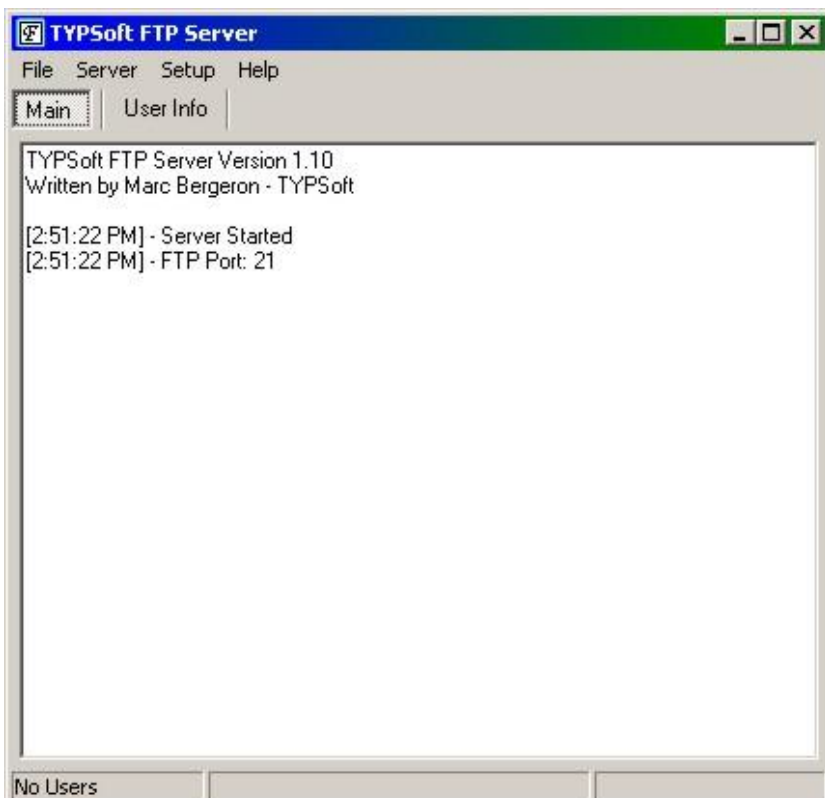 TYPSoft FTP Server
File Server Setup Help
Main User Info
TYPSoft FTP Server Version 1.10
Written by Marc Bergeron - TYPSoft
[2:51:22 PM] - Server Started
[2:51:22 PM] - FTP Port: 21
No Users